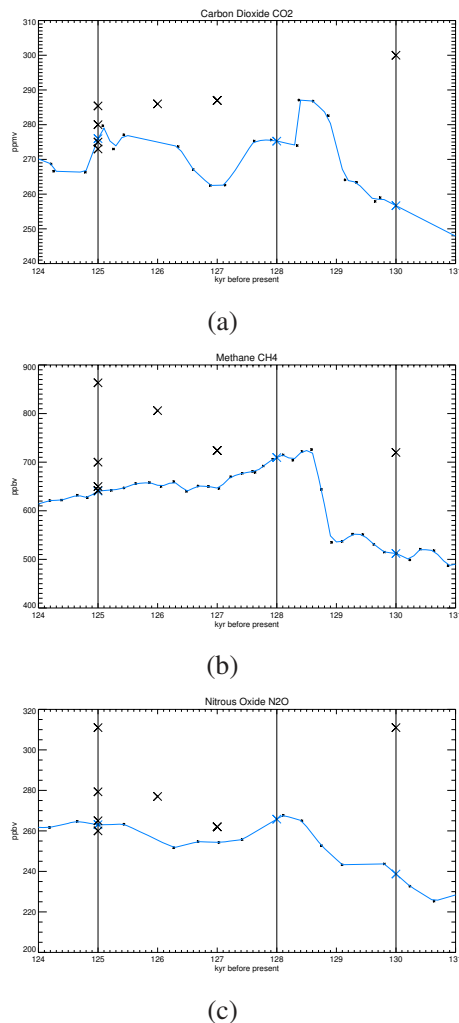 Carbon Dioxide CO2
310
300
290
280
270
260
250
240
ppmv
124 125 126 127 128 129 130 131
kyr before present
(a)
Methane CH4
900
800
700
600
500
400
ppbv
124 125 126 127 128 129 130 131
kyr before present
(b)
Nitrous Oxide N2O
320
300
280
260
240
220
200
ppbv
124 125 126 127 128 129 130 131
kyr before present
(c)